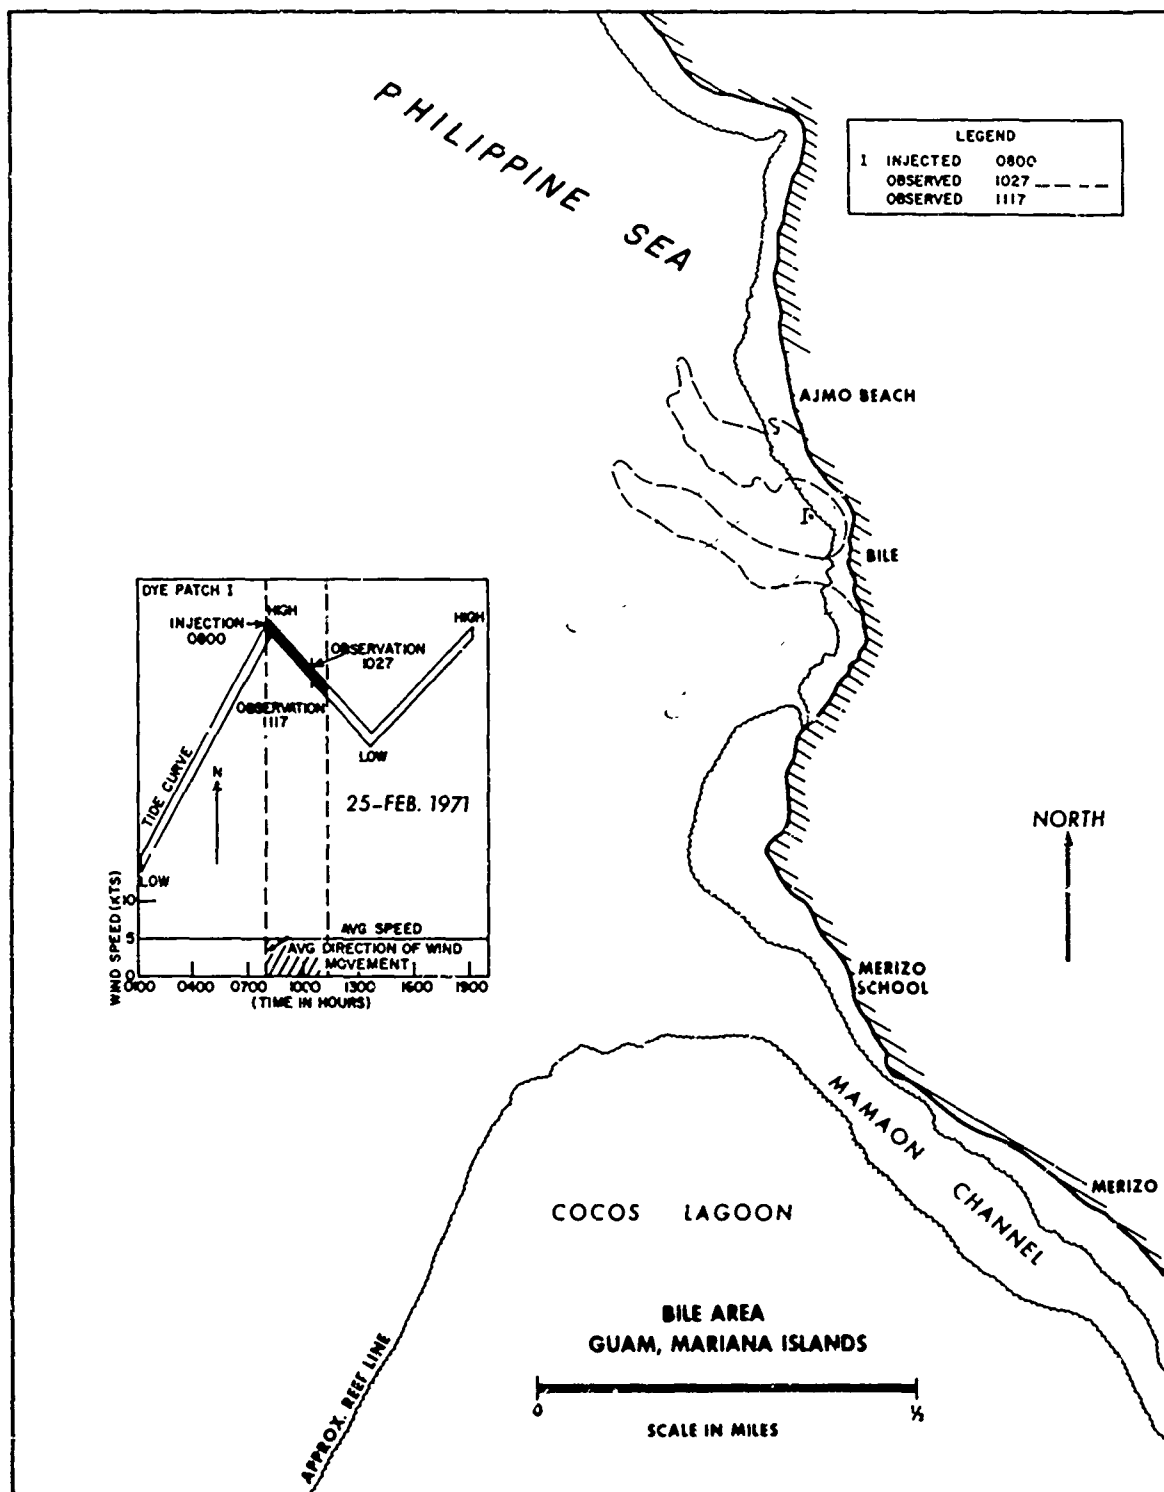 PHILIPPINE SEA
LEGEND
I INJECTED 0800
OBSERVED 1027
OBSERVED 1117
AJMO BEACH
S
I
BILE
DYE PATCH I
INJECTION
0800
HIGH
HIGH
OBSERVATION
1027
OBSERVATION
1117
LOW
TIDE CURVE
N
25-FEB. 1971
LOW
WIND SPEED (KTS)
10
5
0
AVG SPEED
AVG DIRECTION OF WIND
MOVEMENT
0100 0400 0700 1000 1300 1600 1900
(TIME IN HOURS)
NORTH
MERIZO
SCHOOL
MAMAON CHANNEL
MERIZO
COCOS LAGOON
BILE AREA
GUAM, MARIANA ISLANDS
0 ½
SCALE IN MILES
APPROX. REEF LINE